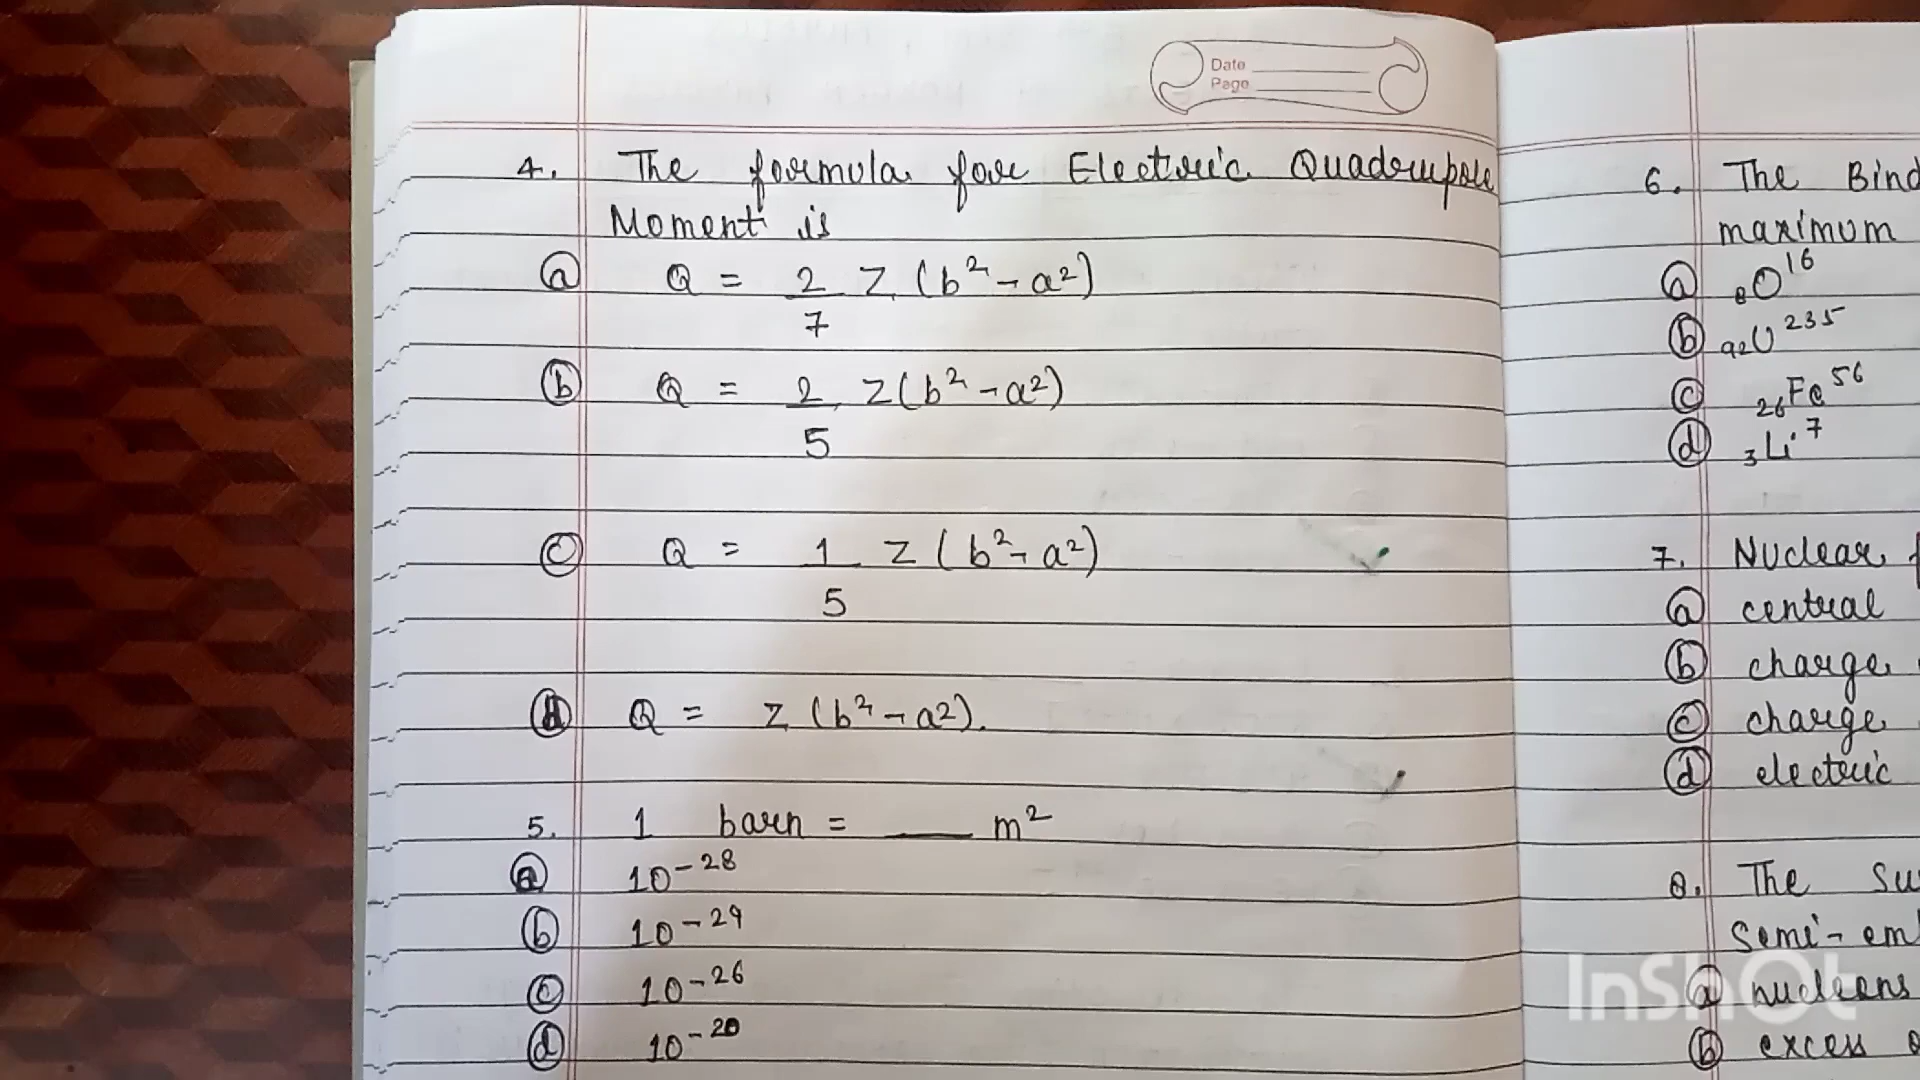 Date
Page
4. The formula for Electric Quadrupole
Moment is
(a) Q = 2/7 Z (b² - a²)
(b) Q = 2/5 Z (b² - a²)
(c) Q = 1/5 Z (b² - a²)
(d) Q = Z (b² - a²).
5. 1 barn = ___ m²
(a) 10⁻²⁸
(b) 10⁻²⁹
(c) 10⁻²⁶
(d) 10⁻²⁰
6. The Bind
maximum
(a) ₈O¹⁶
(b) ₉₂U²³⁵
(c) ₂₆Fe⁵⁶
(d) ₃Li⁷
7. Nuclear f
(a) central
(b) charge
(c) charge
(d) electric
8. The Su
Semi-em
(a) nucleons
(b) excess
InShOt